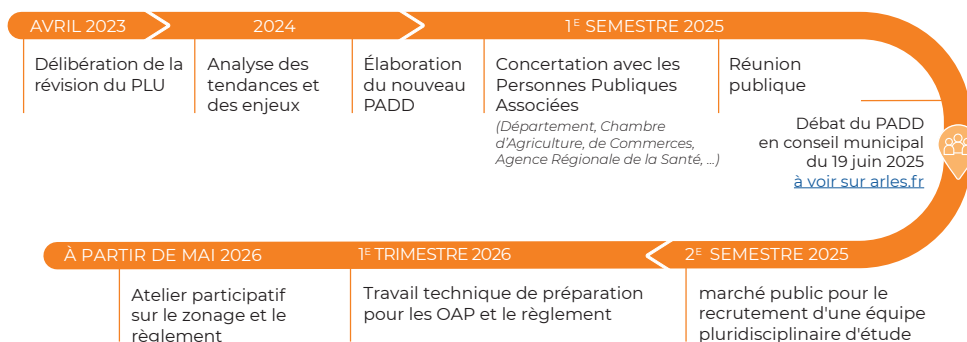 AVRIL 2023
2024
1E SEMESTRE 2025
Délibération de la
révision du PLU
Analyse des
tendances et
des enjeux
Élaboration
du nouveau
PADD
Concertation avec les
Personnes Publiques
Associées
(Département, Chambre
d'Agriculture, de Commerces,
Agence Régionale de la Santé, ...)
Réunion
publique
Débat du PADD
en conseil municipal
du 19 juin 2025
à voir sur arles.fr
2E SEMESTRE 2025
marché public pour le
recrutement d'une équipe
pluridisciplinaire d'étude
1E TRIMESTRE 2026
Travail technique de préparation
pour les OAP et le règlement
À PARTIR DE MAI 2026
Atelier participatif
sur le zonage et le
règlement